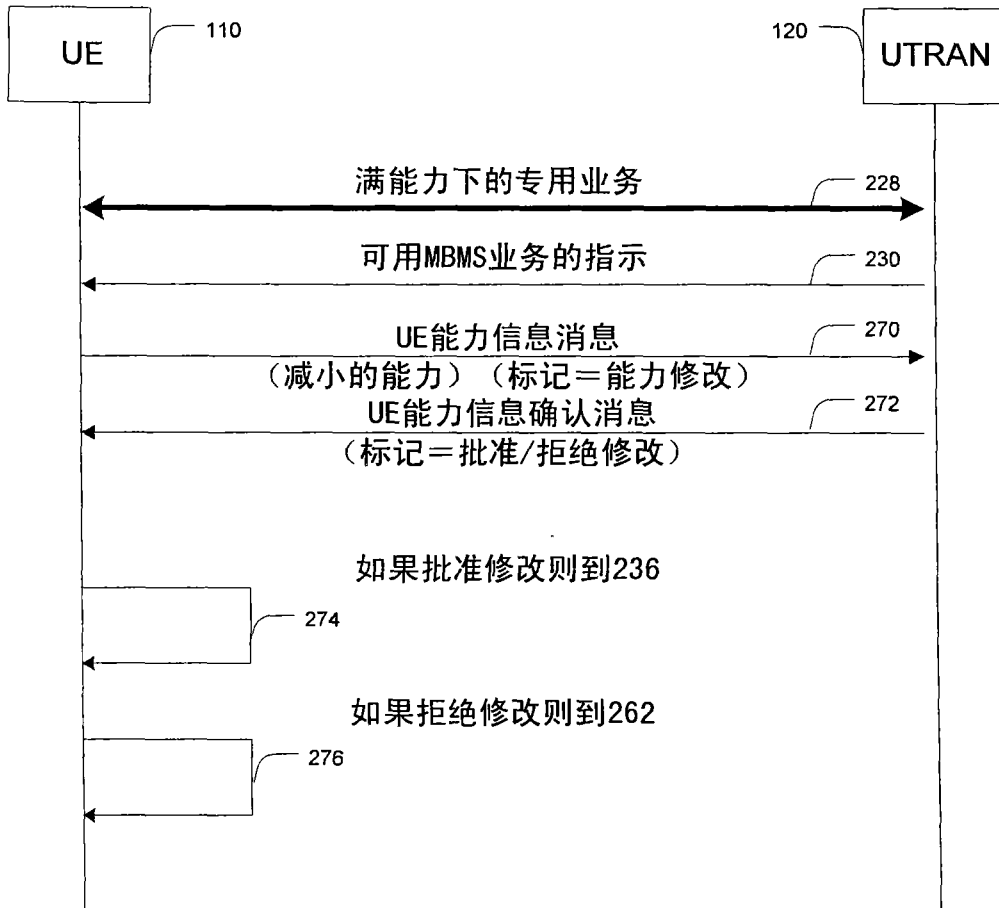 UE
110
120
UTRAN
满能力下的专用业务
228
可用MBMS业务的指示
230
UE能力信息消息
270
（减小的能力）（标记＝能力修改）
UE能力信息确认消息
272
（标记＝批准/拒绝修改）
如果批准修改则到236
274
如果拒绝修改则到262
276